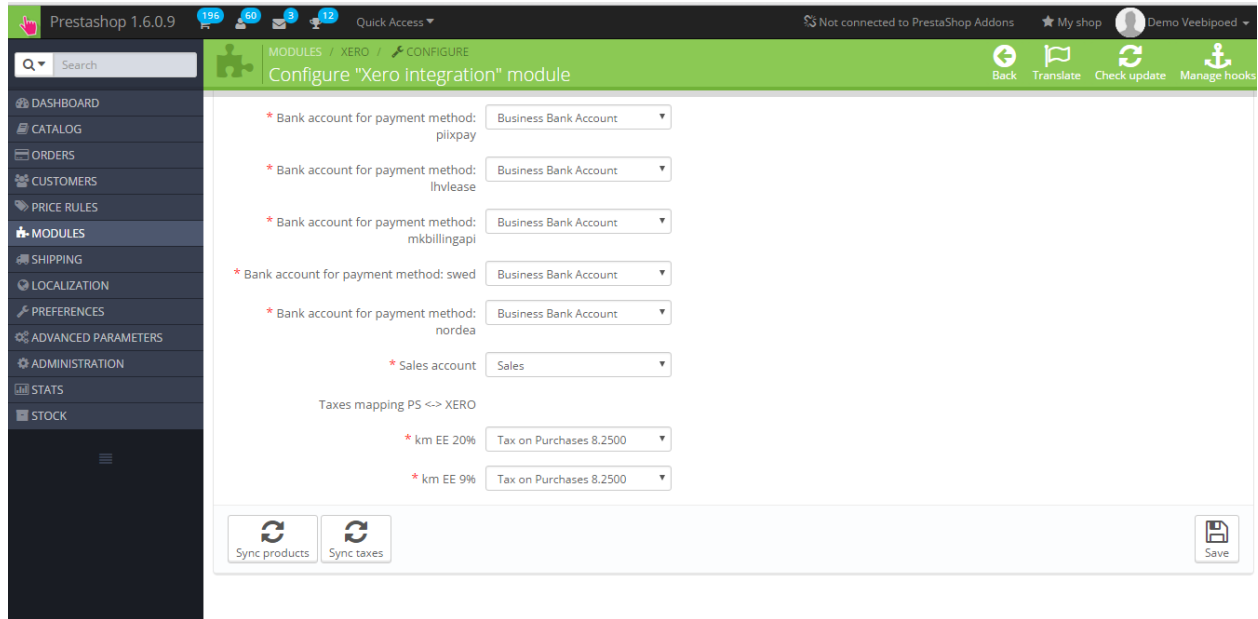 Prestashop 1.6.0.9 196 60 3 12 Quick Access Not connected to PrestaShop Addons My shop Demo Veebipoed
Search
MODULES / XERO / CONFIGURE
Configure "Xero integration" module
Back Translate Check update Manage hooks
DASHBOARD
CATALOG
ORDERS
CUSTOMERS
PRICE RULES
MODULES
SHIPPING
LOCALIZATION
PREFERENCES
ADVANCED PARAMETERS
ADMINISTRATION
STATS
STOCK
* Bank account for payment method: Business Bank Account
piixpay
* Bank account for payment method: Business Bank Account
lhvlease
* Bank account for payment method: Business Bank Account
mkbillingapi
* Bank account for payment method: swed Business Bank Account
* Bank account for payment method: Business Bank Account
nordea
* Sales account Sales
Taxes mapping PS <-> XERO
* km EE 20% Tax on Purchases 8.2500
* km EE 9% Tax on Purchases 8.2500
Sync products Sync taxes Save